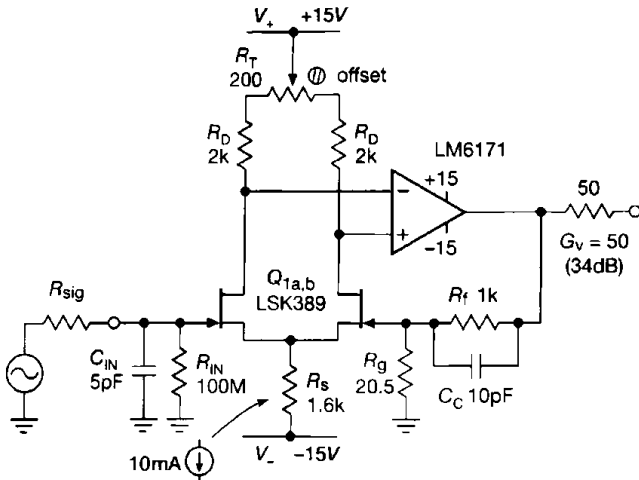 V+ +15V
RT
200
offset
RD
2k
RD
2k
LM6171
+15
−
+
−15
50
Gv = 50
(34dB)
Q1a,b
LSK389
Rsig
CIN
5pF
RIN
100M
Rs
1.6k
Rf 1k
Rg
20.5
CC 10pF
10mA
V− −15V